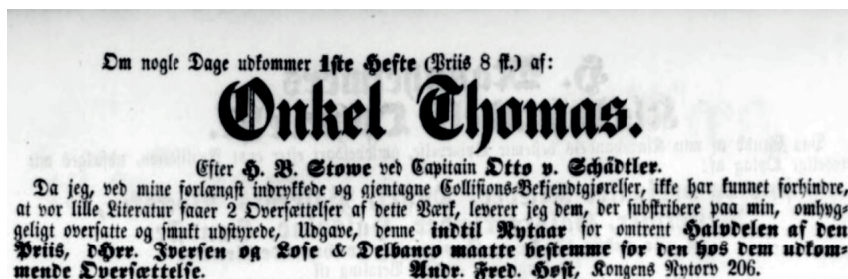 Om nogle Dage udkommer 1ste Hefte (Priis 8 ſk.) af:
Onkel Thomas.
Efter H. B. Stowe ved Capitain Otto v. Schädtler.
Da jeg, ved mine forlængſt indrykkede og gjentagne Colliſions-Bekjendtgjørelſer, ikke har kunnet forhindre,
at vor lille Literatur faaer 2 Overſættelſer af dette Værk, leverer jeg dem, der ſubſkribere paa min, omhyg-
geligt overſatte og ſmukt udſtyrede, Udgave, denne indtil Nytaar for omtrent Halvdelen af den
Priis, dHrr. Iverſen og Loſe & Delbanco maatte beſtemme for den hos dem udkom-
mende Overſættelſe. Andr. Fred. Høſt, Kongens Nytorv 206.